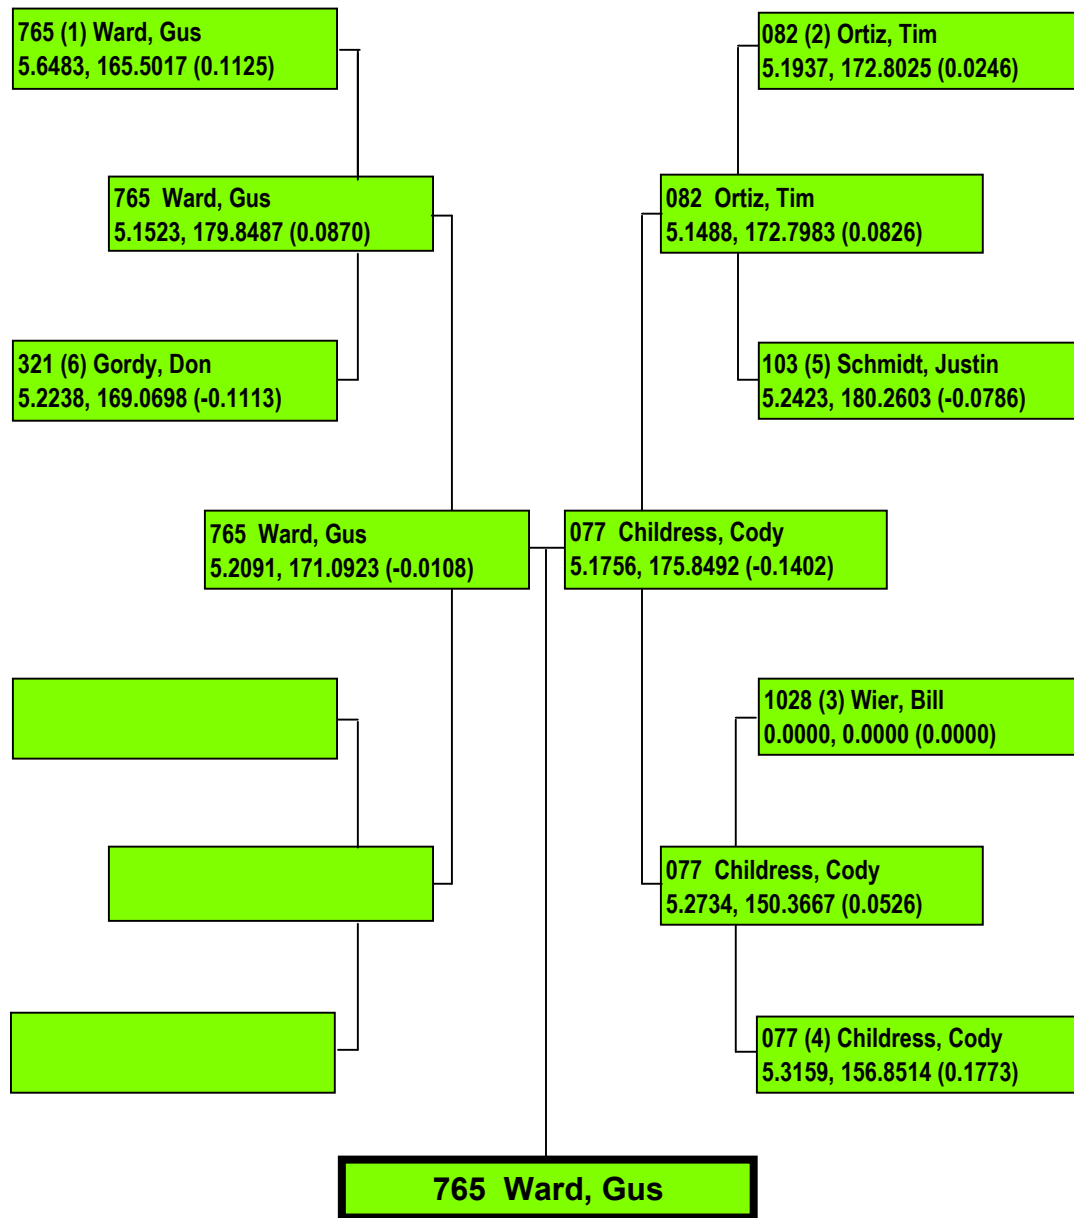 765 (1) Ward, Gus
5.6483, 165.5017 (0.1125)
082 (2) Ortiz, Tim
5.1937, 172.8025 (0.0246)
765  Ward, Gus
5.1523, 179.8487 (0.0870)
082  Ortiz, Tim
5.1488, 172.7983 (0.0826)
321 (6) Gordy, Don
5.2238, 169.0698 (-0.1113)
103 (5) Schmidt, Justin
5.2423, 180.2603 (-0.0786)
765  Ward, Gus
5.2091, 171.0923 (-0.0108)
077  Childress, Cody
5.1756, 175.8492 (-0.1402)
1028 (3) Wier, Bill
0.0000, 0.0000 (0.0000)
077  Childress, Cody
5.2734, 150.3667 (0.0526)
077 (4) Childress, Cody
5.3159, 156.8514 (0.1773)
765  Ward, Gus